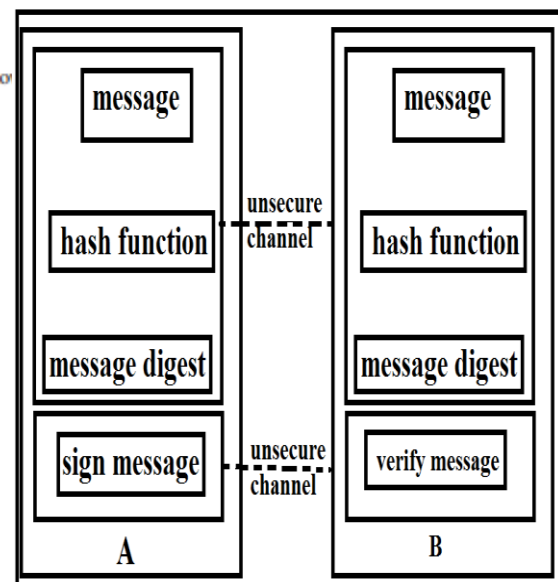 message
hash function
message digest
sign message
A
unsecure
channel
unsecure
channel
message
hash function
message digest
verify message
B